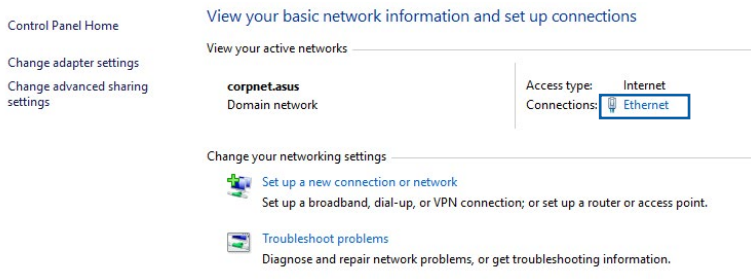 Control Panel Home
Change adapter settings
Change advanced sharing
settings
View your basic network information and set up connections
View your active networks
corpnet.asus
Domain network
Access type: Internet
Connections: Ethernet
Change your networking settings
Set up a new connection or network
Set up a broadband, dial-up, or VPN connection; or set up a router or access point.
Troubleshoot problems
Diagnose and repair network problems, or get troubleshooting information.